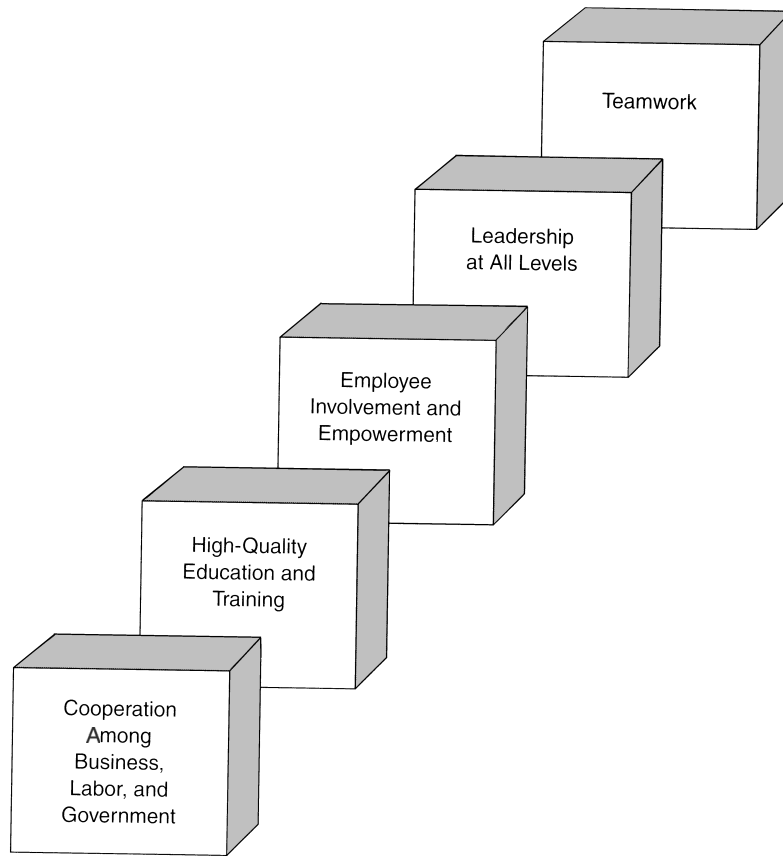 Teamwork
Leadership
at All Levels
Employee
Involvement and
Empowerment
High-Quality
Education and
Training
Cooperation
Among
Business,
Labor, and
Government